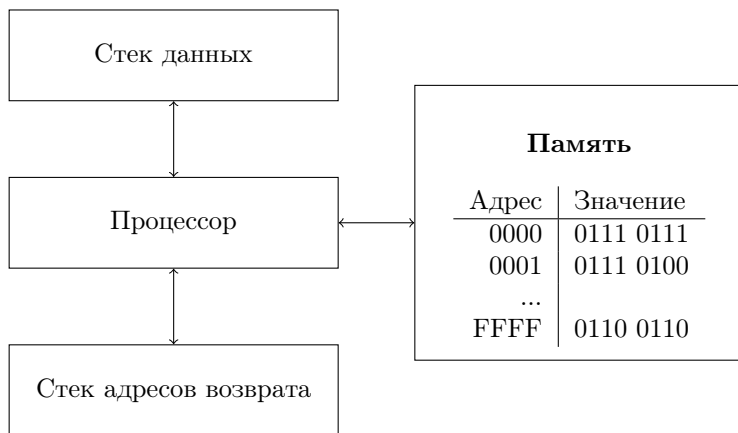 Стек данных
Процессор
Стек адресов возврата
Память
Адрес Значение
0000 0111 0111
0001 0111 0100
...
FFFF 0110 0110